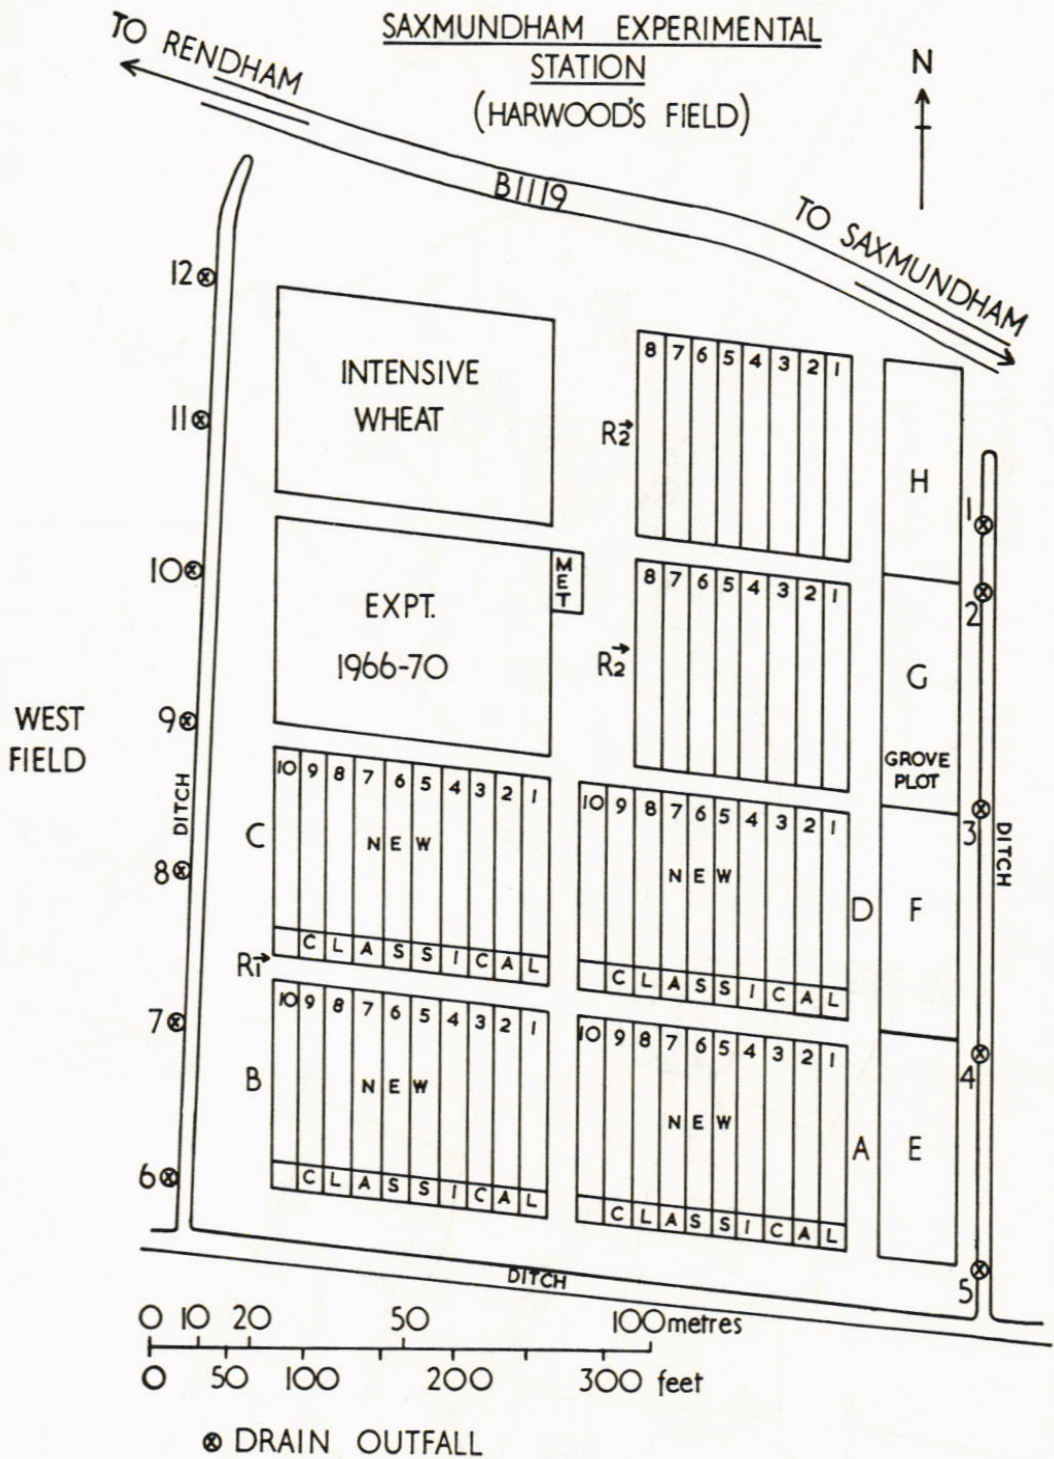 SAXMUNDHAM EXPERIMENTAL
STATION
(HARWOOD'S FIELD)
N
TO RENDHAM
B1119
TO SAXMUNDHAM
12
11
10
9
8
7
6
WEST
FIELD
DITCH
INTENSIVE
WHEAT
EXPT.
1966-70
MET
R2
8 7 6 5 4 3 2 1
R2
8 7 6 5 4 3 2 1
H
G
GROVE
PLOT
F
E
1
2
3
4
5
DITCH
C
10 9 8 7 6 5 4 3 2 1
NEW
CLASSICAL
D
10 9 8 7 6 5 4 3 2 1
NEW
CLASSICAL
R1
B
10 9 8 7 6 5 4 3 2 1
NEW
CLASSICAL
A
10 9 8 7 6 5 4 3 2 1
NEW
CLASSICAL
DITCH
0 10 20 50 100 metres
0 50 100 200 300 feet
DRAIN OUTFALL